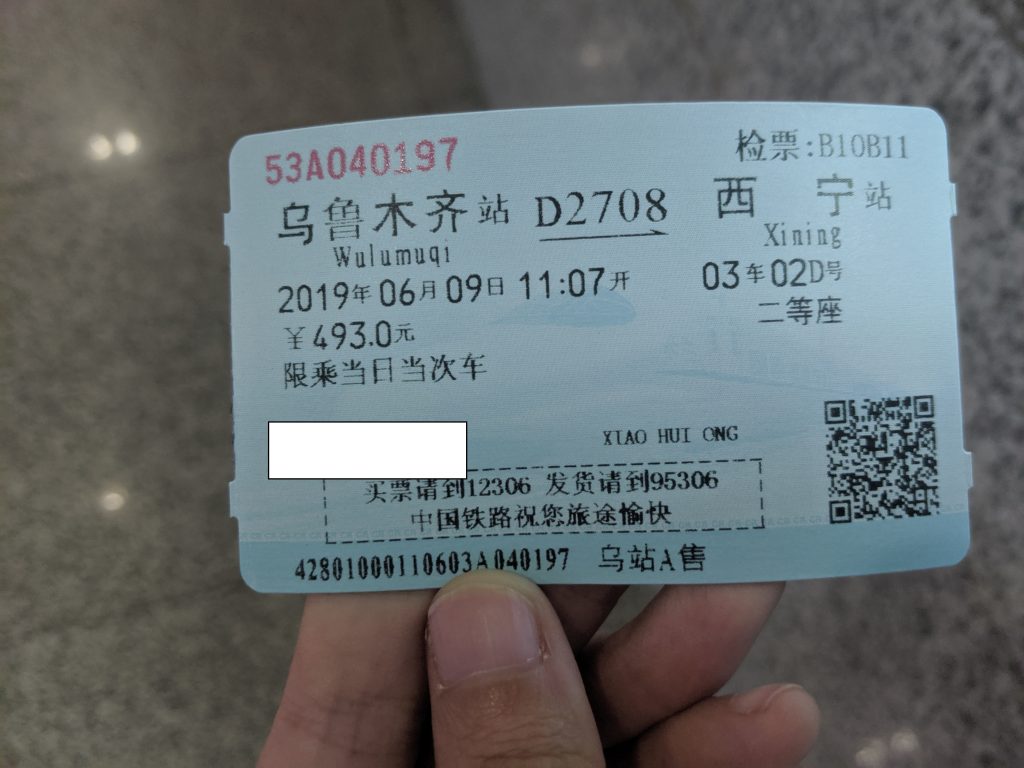 53A040197 检票:B10B11
乌鲁木齐站 D2708 西宁站
Wulumuqi Xining
2019年06月09日 11:07开 03车02D号
￥493.0元 二等座
限乘当日当次车
XIAO HUI ONG
买票请到12306 发货请到95306
中国铁路祝您旅途愉快
42801000110603A040197 乌站A售